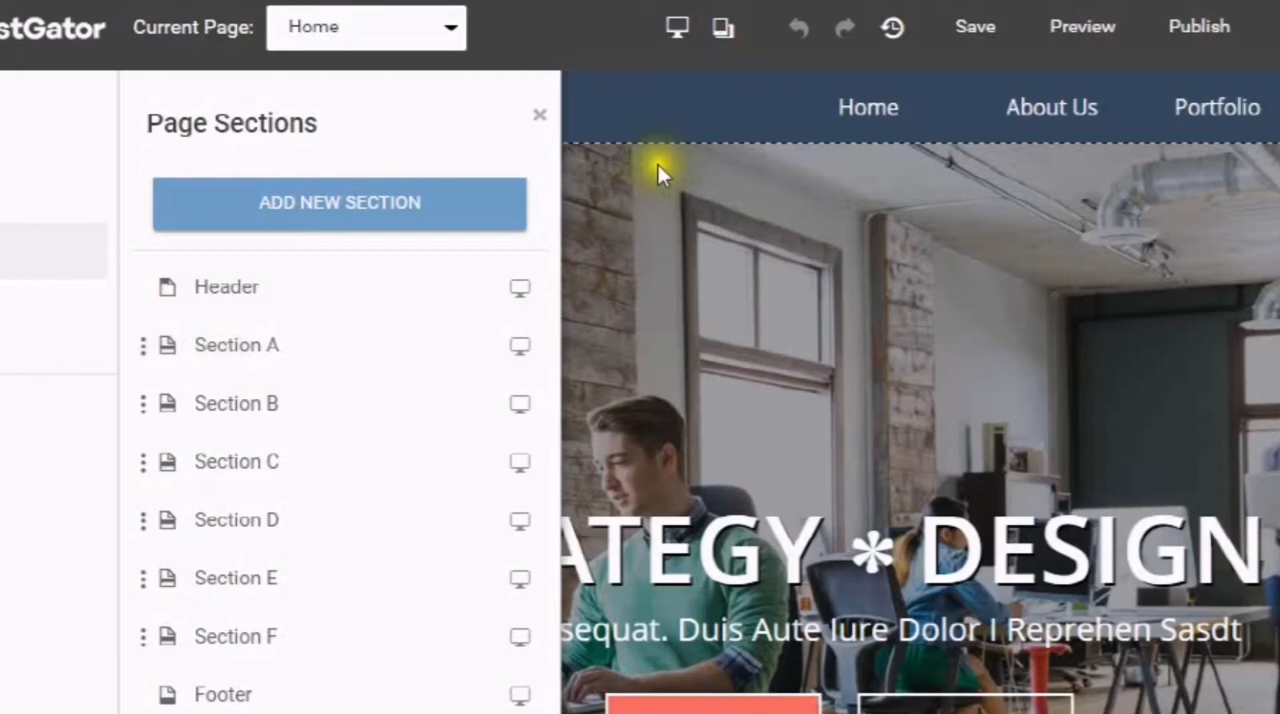 stGator Current Page: Home Save Preview Publish
Page Sections
ADD NEW SECTION
Header
Section A
Section B
Section C
Section D
Section E
Section F
Footer
Home About Us Portfolio
ATEGY * DESIGN
sequat. Duis Aute Iure Dolor I Reprehen Sasdt